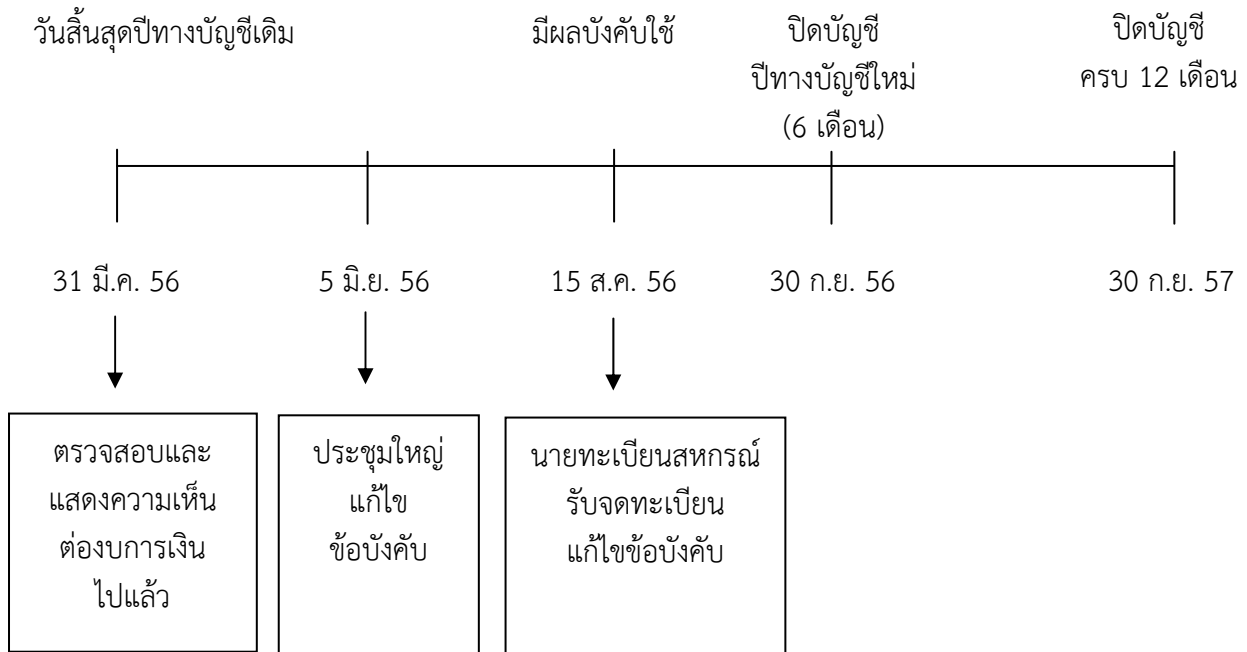 วันสิ้นสุดปีทางบัญชีเดิม
มีผลบังคับใช้
ปิดบัญชี
ปีทางบัญชีใหม่
(6 เดือน)
ปิดบัญชี
ครบ 12 เดือน
31 มี.ค. 56
5 มิ.ย. 56
15 ส.ค. 56
30 ก.ย. 56
30 ก.ย. 57
ตรวจสอบและ
แสดงความเห็น
ต่องบการเงิน
ไปแล้ว
ประชุมใหญ่
แก้ไข
ข้อบังคับ
นายทะเบียนสหกรณ์
รับจดทะเบียน
แก้ไขข้อบังคับ